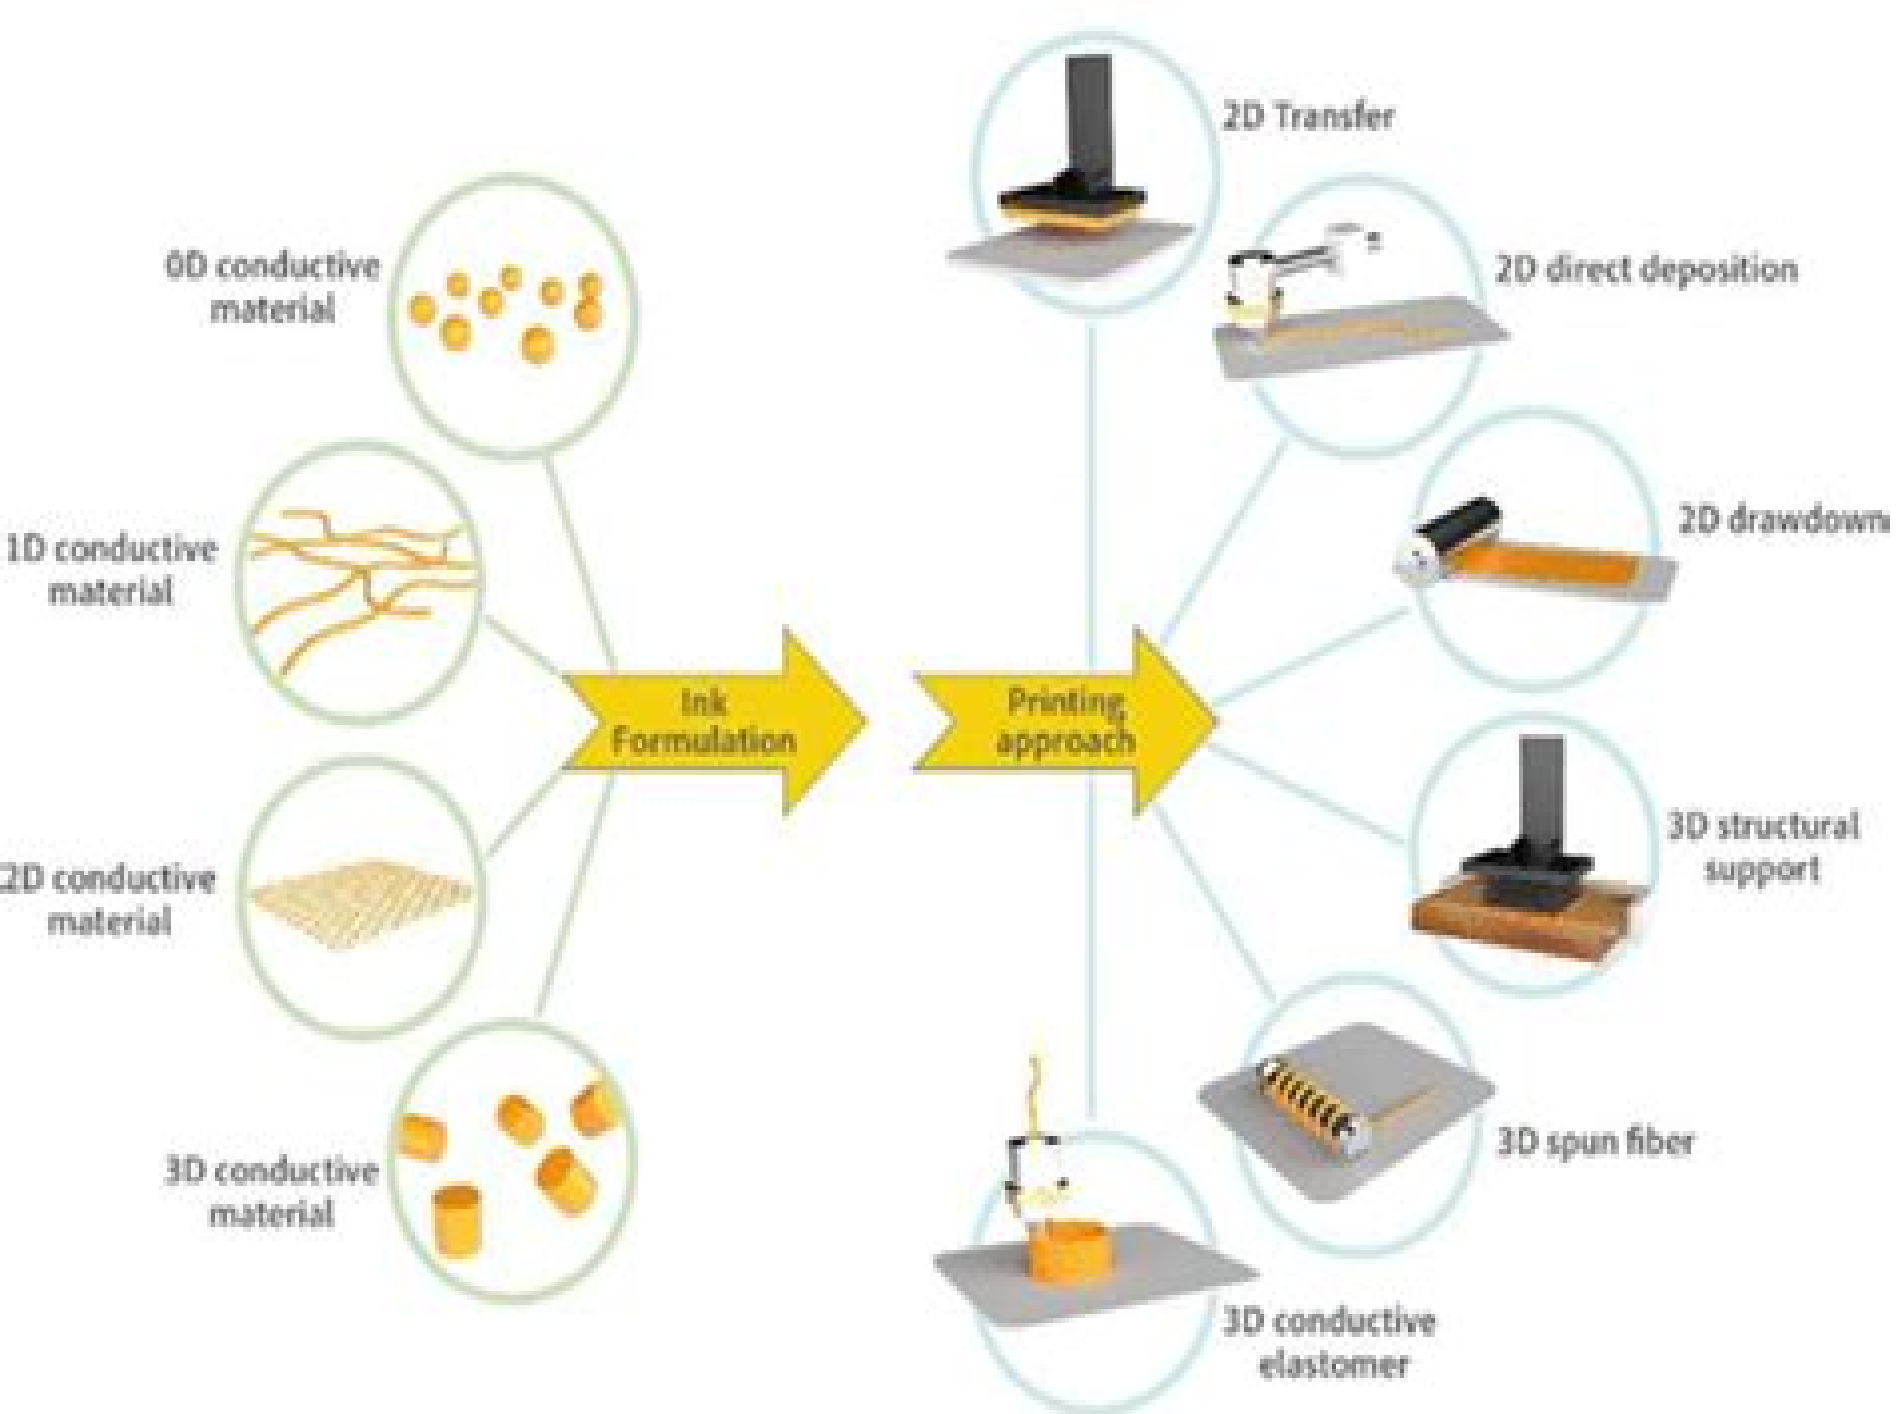 0D conductive
material
1D conductive
material
2D conductive
material
3D conductive
material
Ink
Formulation
Printing
approach
2D Transfer
2D direct deposition
2D drawdown
3D structural
support
3D spun fiber
3D conductive
elastomer